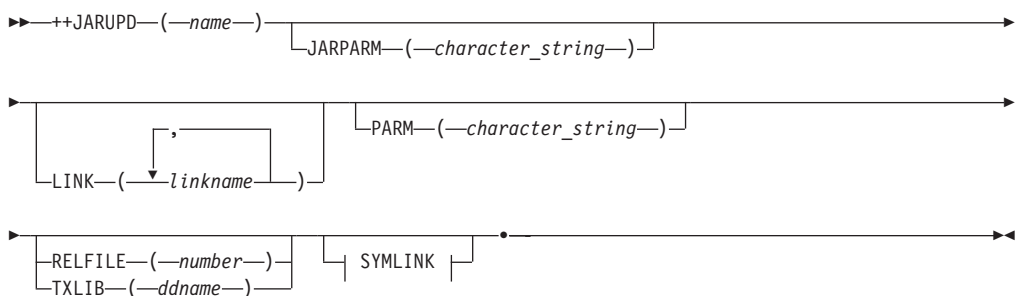 ++JARUPD ( name )
JARPARM ( character_string )
,
LINK ( linkname )
PARM ( character_string )
RELFILE ( number )
TXLIB ( ddname )
SYMLINK
.